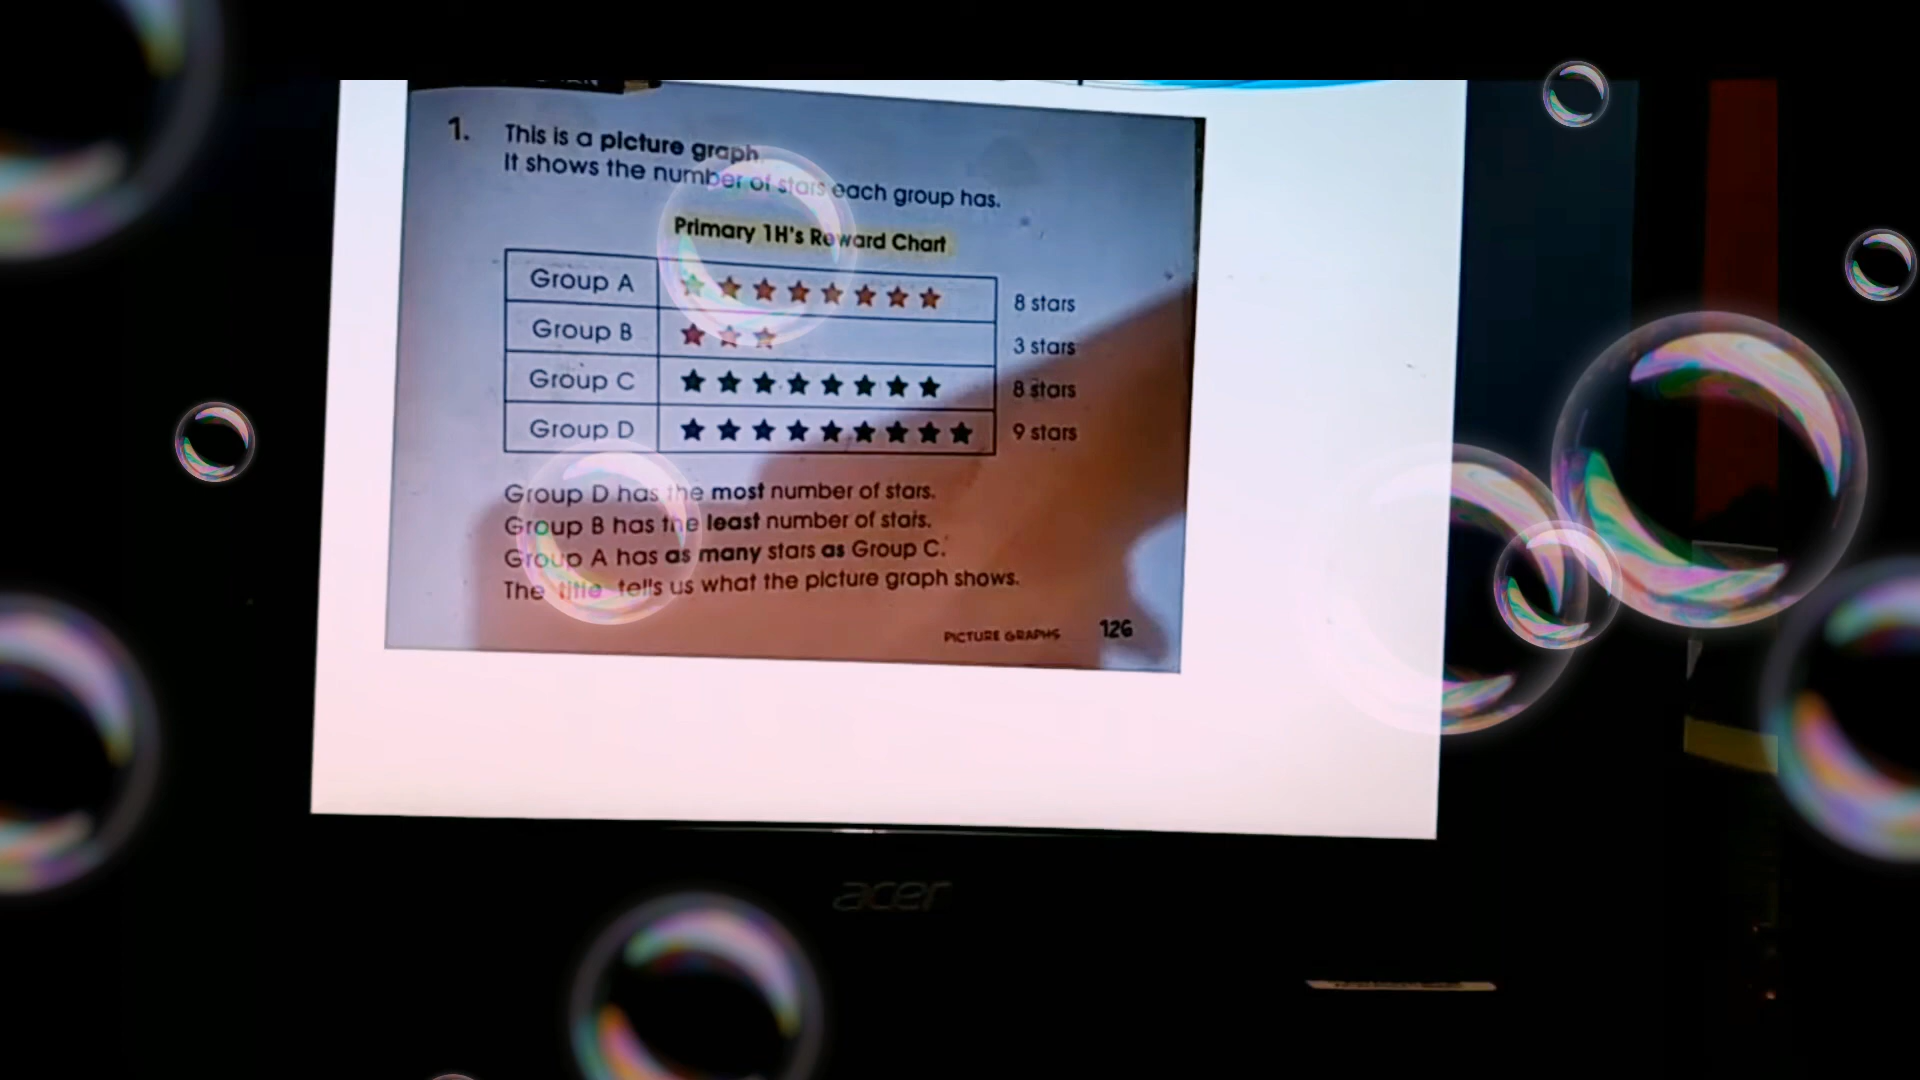 1. This is a picture graph.
It shows the number of stars each group has.
Primary 1H's Reward Chart
Group A 8 stars
Group B 3 stars
Group C 8 stars
Group D 9 stars
Group D has the most number of stars.
Group B has the least number of stars.
Group A has as many stars as Group C.
The title tells us what the picture graph shows.
PICTURE GRAPHS 126
acer